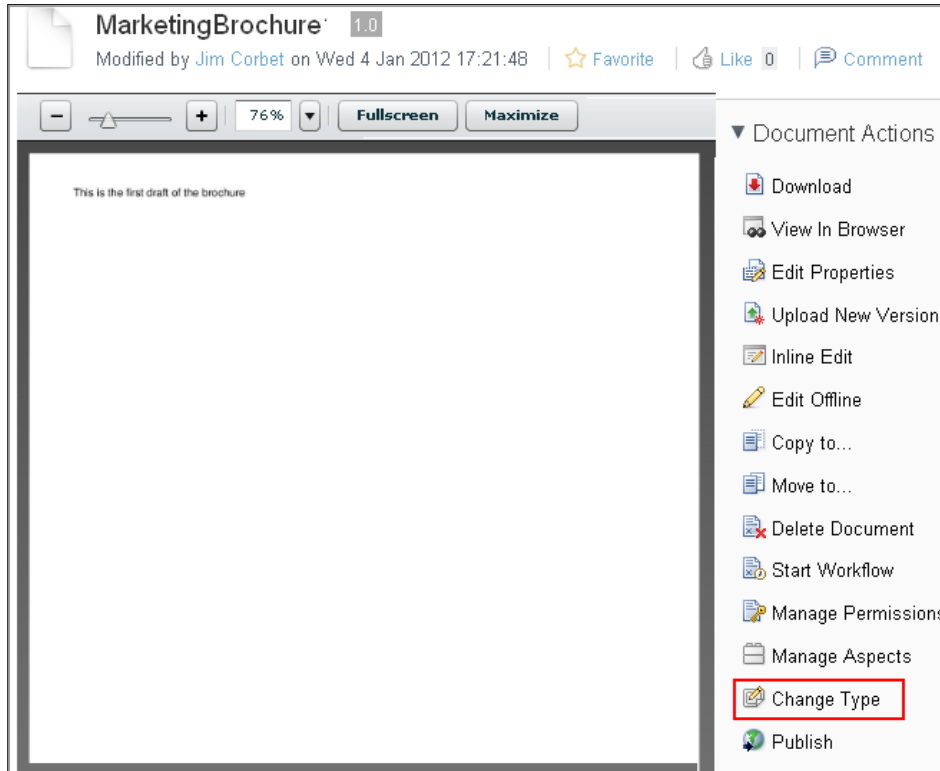 MarketingBrochure 1.0
Modified by Jim Corbet on Wed 4 Jan 2012 17:21:48 Favorite Like 0 Comment
76% Fullscreen Maximize
This is the first draft of the brochure
Document Actions
Download
View In Browser
Edit Properties
Upload New Version
Inline Edit
Edit Offline
Copy to...
Move to...
Delete Document
Start Workflow
Manage Permissions
Manage Aspects
Change Type
Publish